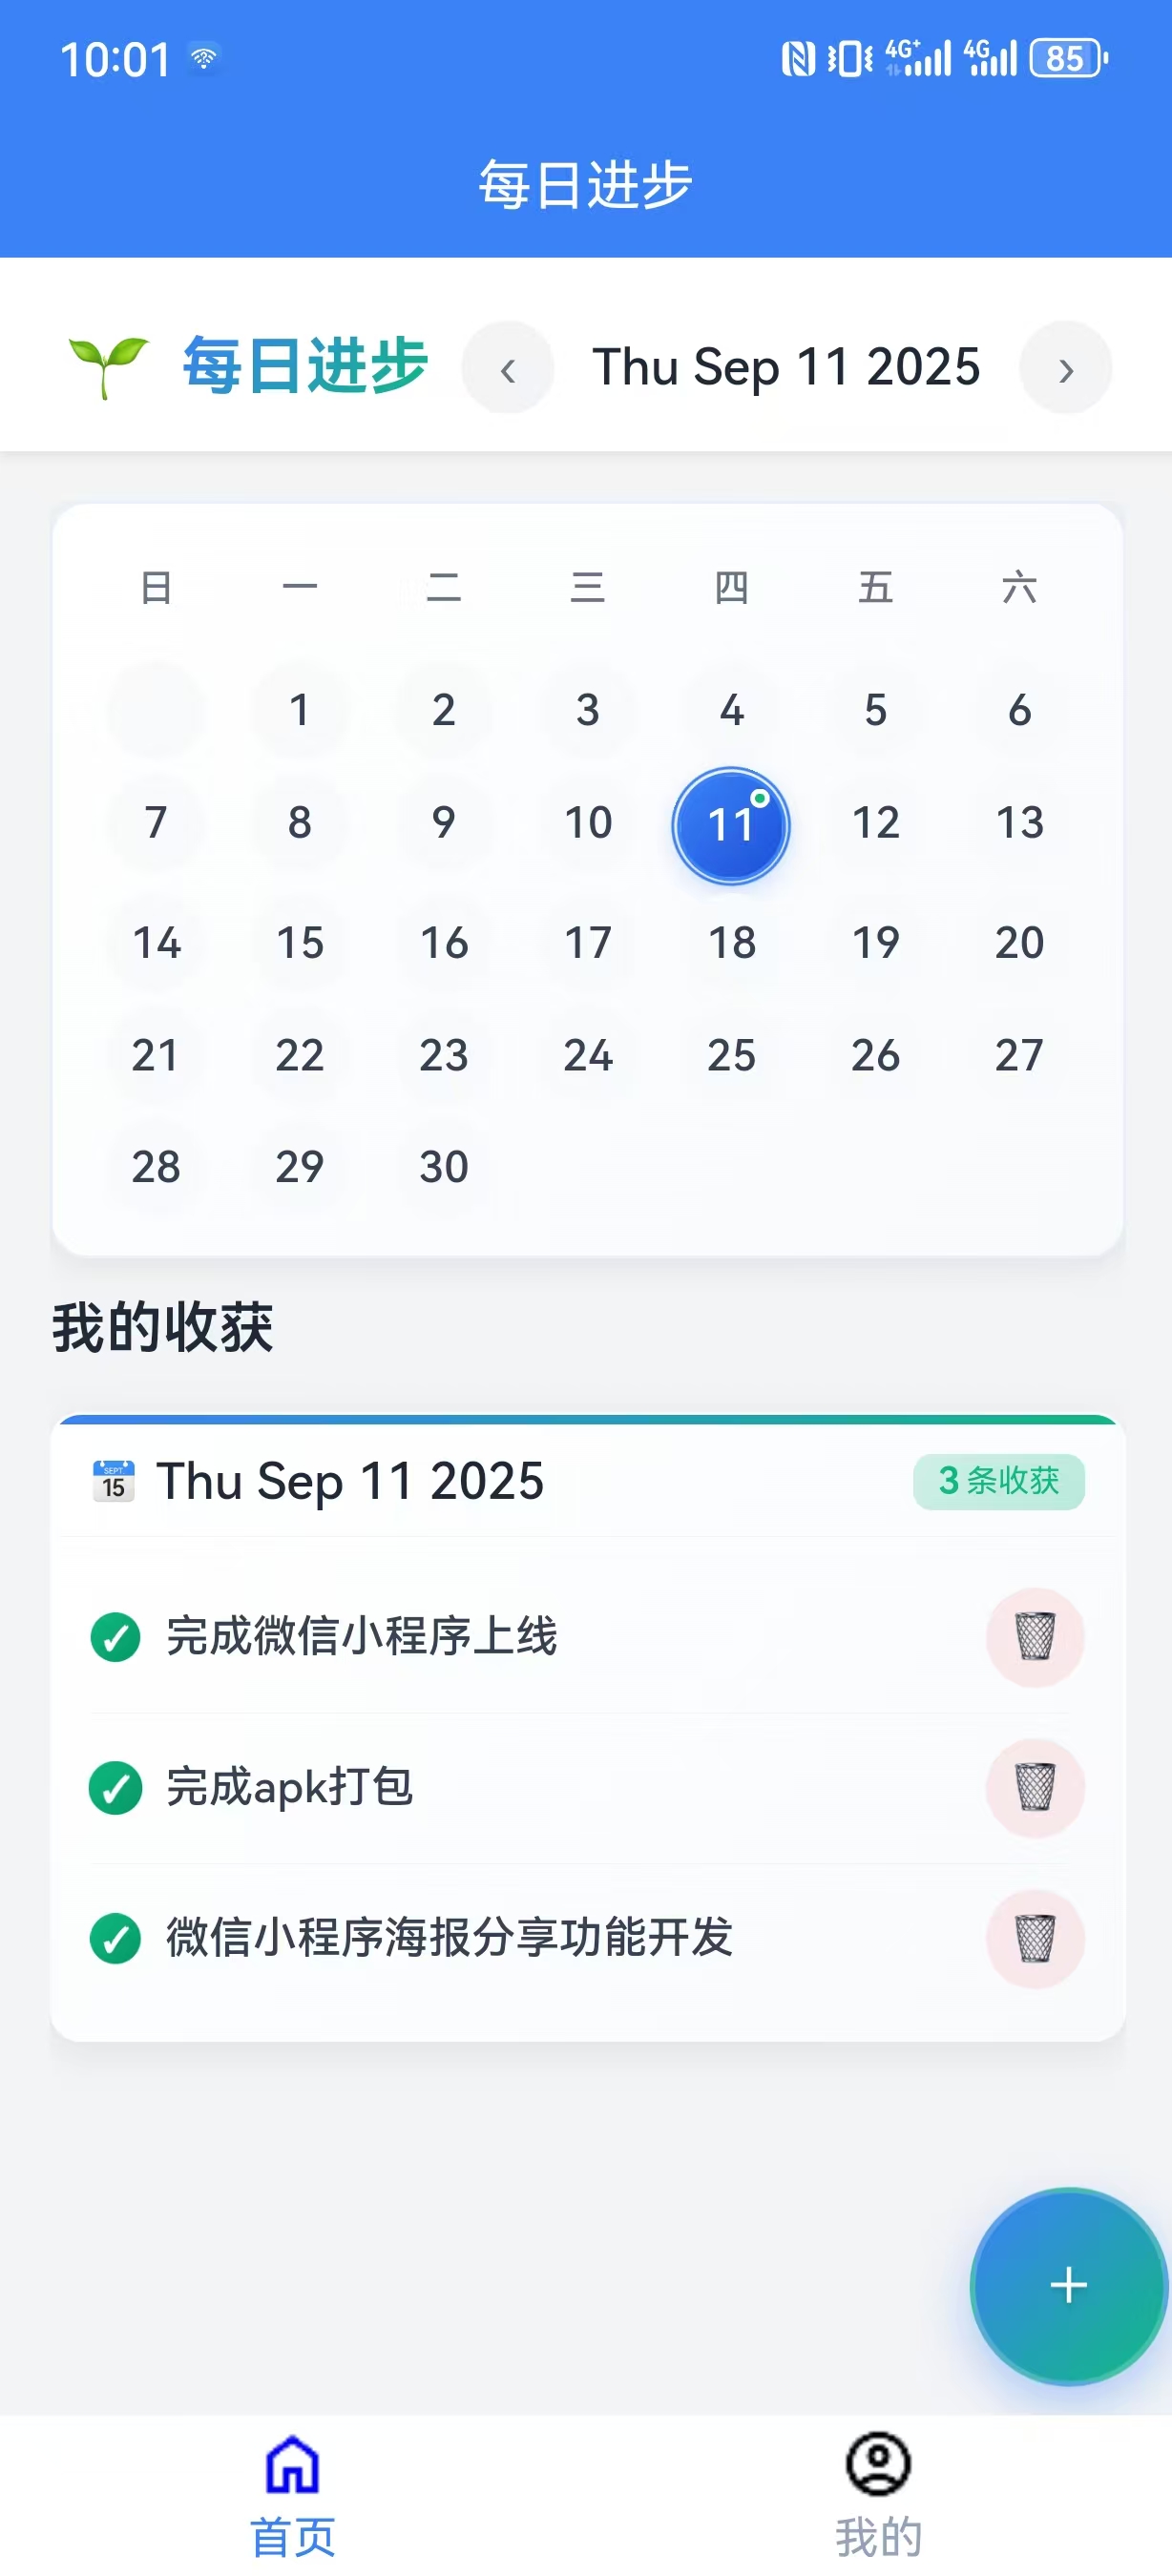 10:01 4G+ 4G 85
每日进步
每日进步 ‹ Thu Sep 11 2025 ›
日 一 二 三 四 五 六
1 2 3 4 5 6
7 8 9 10 11 12 13
14 15 16 17 18 19 20
21 22 23 24 25 26 27
28 29 30
我的收获
SEPT. 15 Thu Sep 11 2025 3 条收获
完成微信小程序上线
完成apk打包
微信小程序海报分享功能开发
+
首页 我的